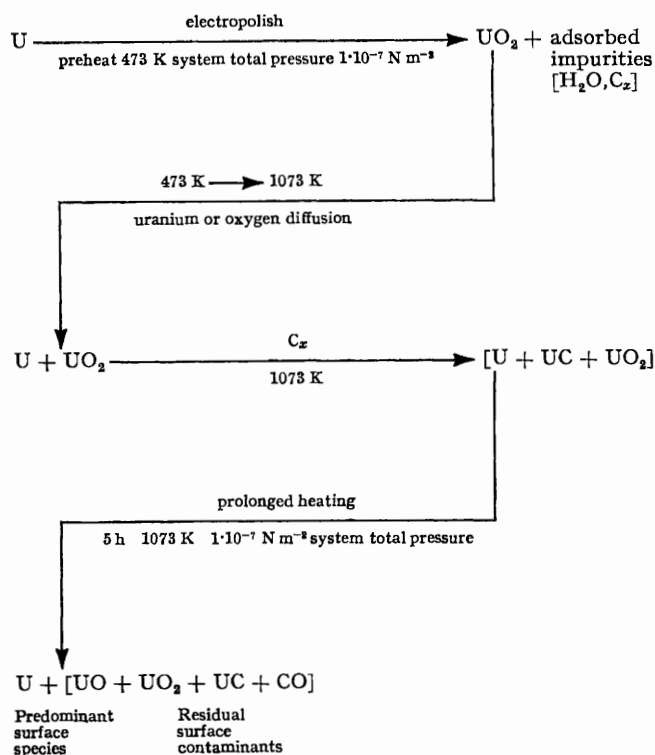 electropolish
U → UO₂ + adsorbed
preheat 473 K system total pressure 1·10⁻⁷ N m⁻² impurities
[H₂O,Cₓ]
473 K → 1073 K
uranium or oxygen diffusion
Cₓ
U + UO₂ → [U + UC + UO₂]
1073 K
prolonged heating
5 h 1073 K 1·10⁻⁷ N m⁻² system total pressure
U + [UO + UO₂ + UC + CO]
Predominant Residual
surface surface
species contaminants